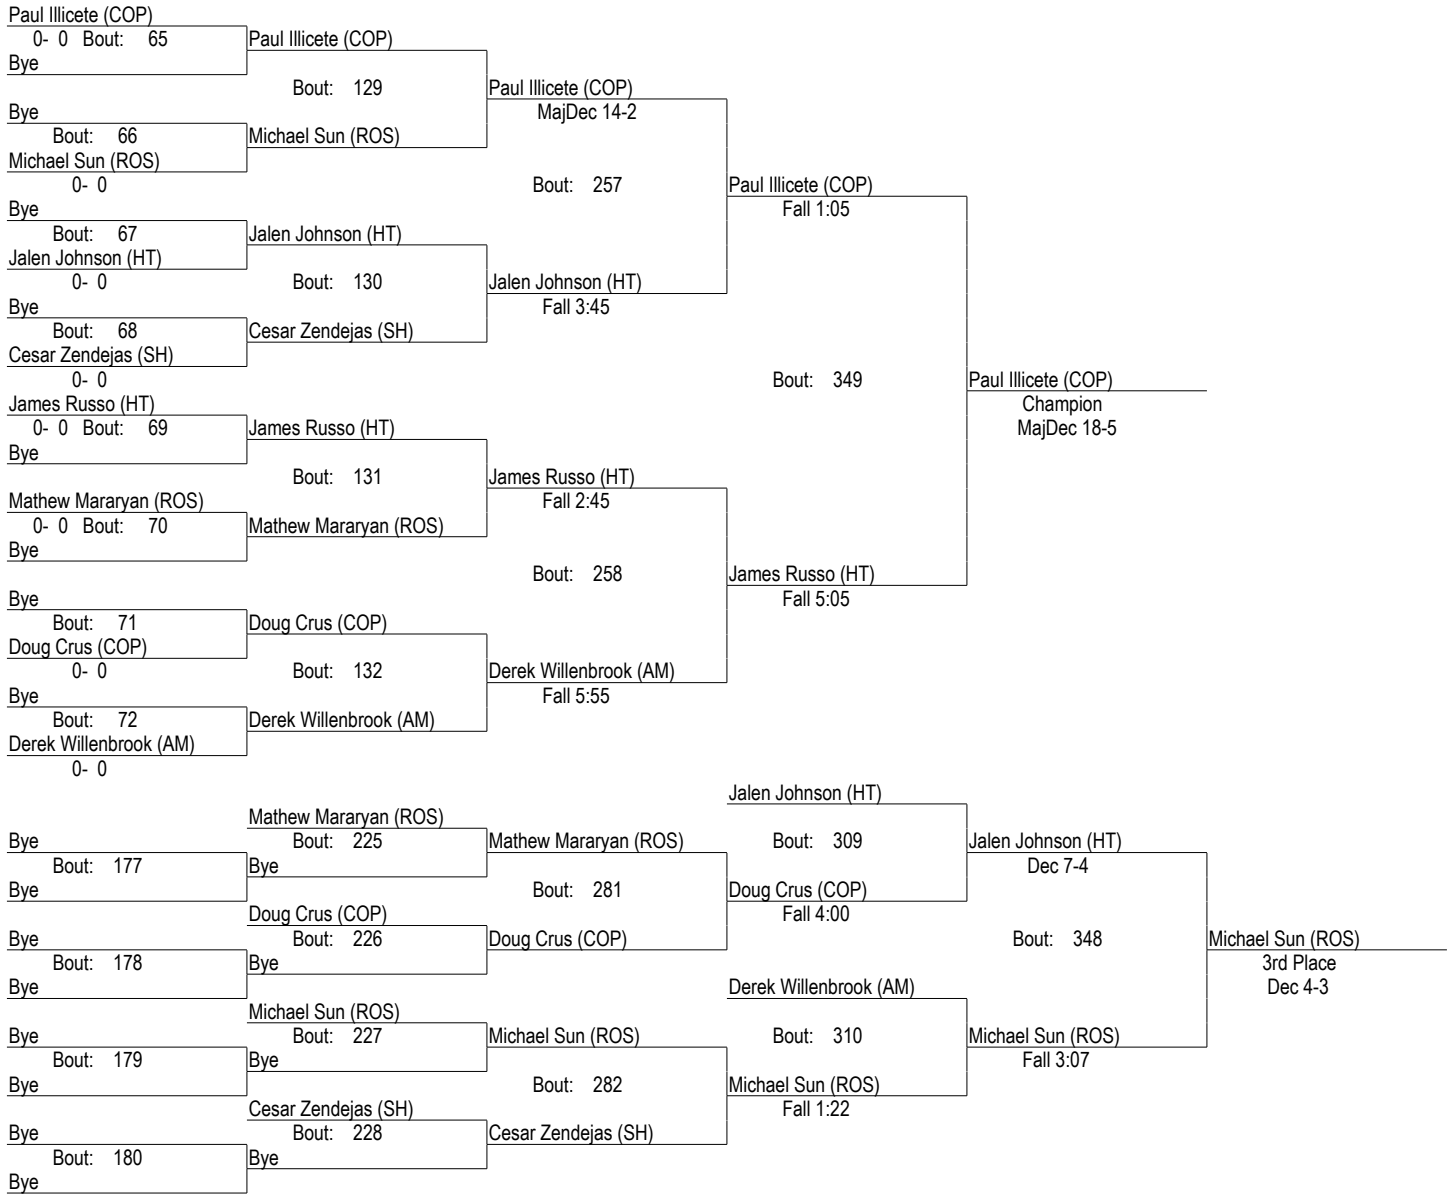 Paul Illicete (COP)
0- 0 Bout: 65 Paul Illicete (COP)
Bye
Bout: 129 Paul Illicete (COP)
Bye MajDec 14-2
Bout: 66 Michael Sun (ROS)
Michael Sun (ROS)
0- 0 Bout: 257 Paul Illicete (COP)
Bye Fall 1:05
Bout: 67 Jalen Johnson (HT)
Jalen Johnson (HT)
0- 0 Bout: 130 Jalen Johnson (HT)
Bye Fall 3:45
Bout: 68 Cesar Zendejas (SH)
Cesar Zendejas (SH)
0- 0 Bout: 349 Paul Illicete (COP)
James Russo (HT) Champion
0- 0 Bout: 69 James Russo (HT) MajDec 18-5
Bye
Bout: 131 James Russo (HT)
Mathew Mararyan (ROS) Fall 2:45
0- 0 Bout: 70 Mathew Mararyan (ROS)
Bye
Bout: 258 James Russo (HT)
Bye Fall 5:05
Bout: 71 Doug Crus (COP)
Doug Crus (COP)
0- 0 Bout: 132 Derek Willenbrook (AM)
Bye Fall 5:55
Bout: 72 Derek Willenbrook (AM)
Derek Willenbrook (AM)
0- 0
Jalen Johnson (HT)
Mathew Mararyan (ROS)
Bye Bout: 225 Mathew Mararyan (ROS) Bout: 309 Jalen Johnson (HT)
Bout: 177 Bye Dec 7-4
Bye Bout: 281 Doug Crus (COP)
Doug Crus (COP) Fall 4:00
Bye Bout: 226 Doug Crus (COP) Bout: 348 Michael Sun (ROS)
Bout: 178 Bye 3rd Place
Bye Derek Willenbrook (AM) Dec 4-3
Michael Sun (ROS)
Bye Bout: 227 Michael Sun (ROS) Bout: 310 Michael Sun (ROS)
Bout: 179 Bye Fall 3:07
Bye Bout: 282 Michael Sun (ROS)
Cesar Zendejas (SH) Fall 1:22
Bye Bout: 228 Cesar Zendejas (SH)
Bout: 180 Bye
Bye